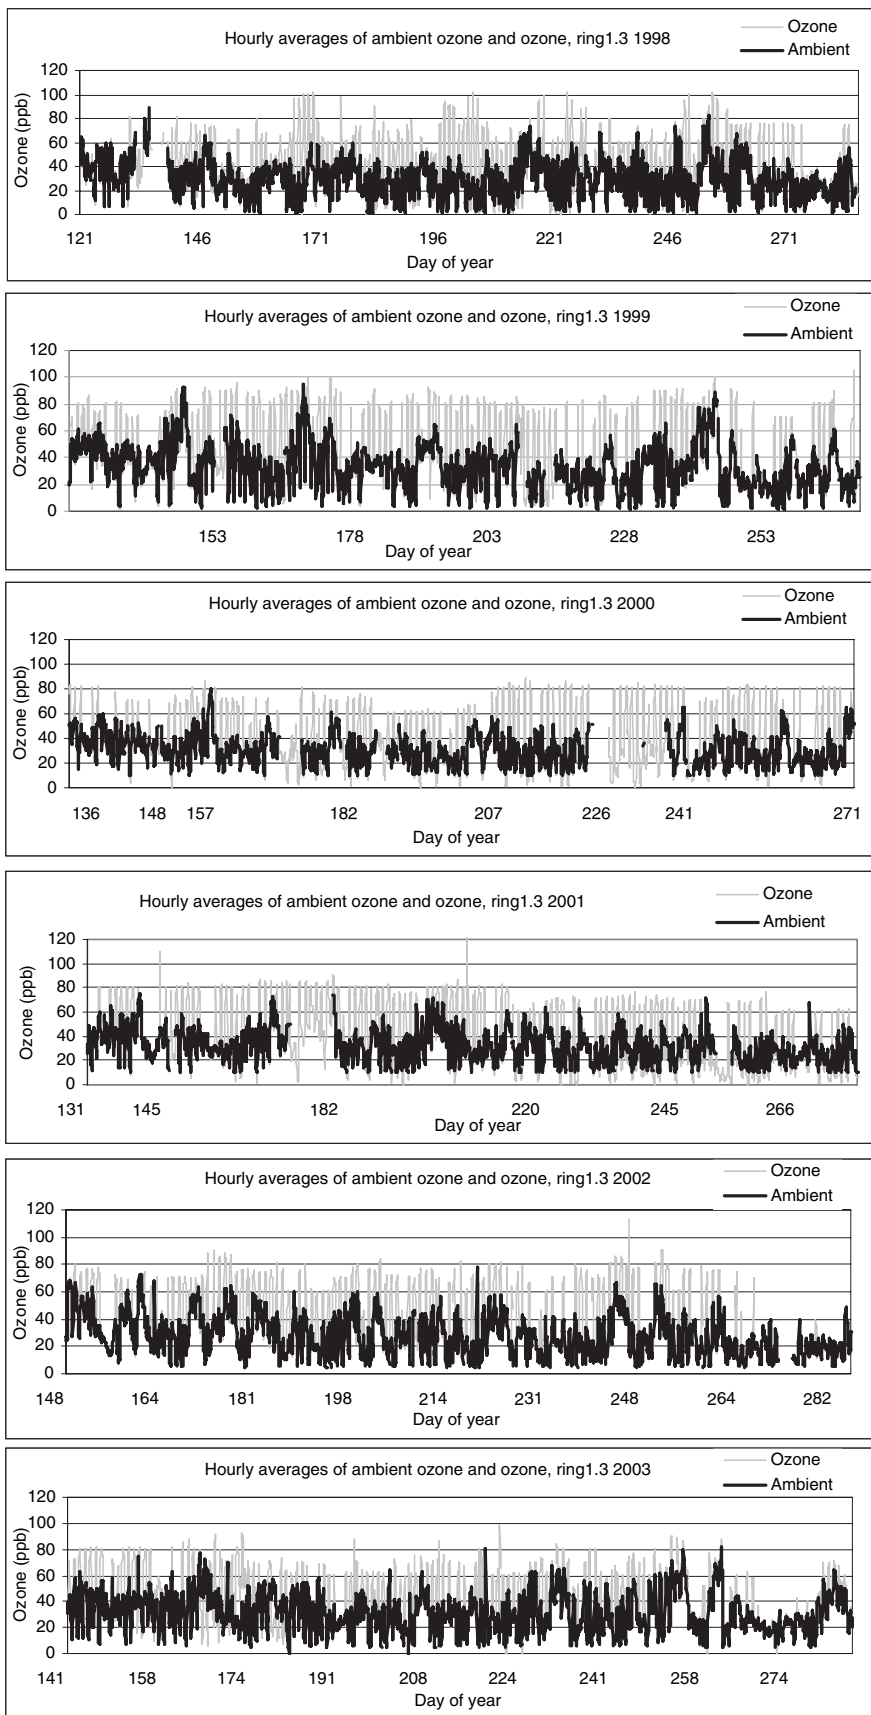 Hourly averages of ambient ozone and ozone, ring1.3 1998
Ozone
Ambient
Ozone (ppb)
120
100
80
60
40
20
0
121 146 171 196 221 246 271
Day of year
Hourly averages of ambient ozone and ozone, ring1.3 1999
Ozone
Ambient
Ozone (ppb)
120
100
80
60
40
20
0
153 178 203 228 253
Day of year
Hourly averages of ambient ozone and ozone, ring1.3 2000
Ozone
Ambient
Ozone (ppb)
120
100
80
60
40
20
0
136 148 157 182 207 226 241 271
Day of year
Hourly averages of ambient ozone and ozone, ring1.3 2001
Ozone
Ambient
Ozone (ppb)
120
100
80
60
40
20
0
131 145 182 220 245 266
Day of year
Hourly averages of ambient ozone and ozone, ring1.3 2002
Ozone
Ambient
Ozone (ppb)
120
100
80
60
40
20
0
148 164 181 198 214 231 248 264 282
Day of year
Hourly averages of ambient ozone and ozone, ring1.3 2003
Ozone
Ambient
Ozone (ppb)
120
100
80
60
40
20
0
141 158 174 191 208 224 241 258 274
Day of year